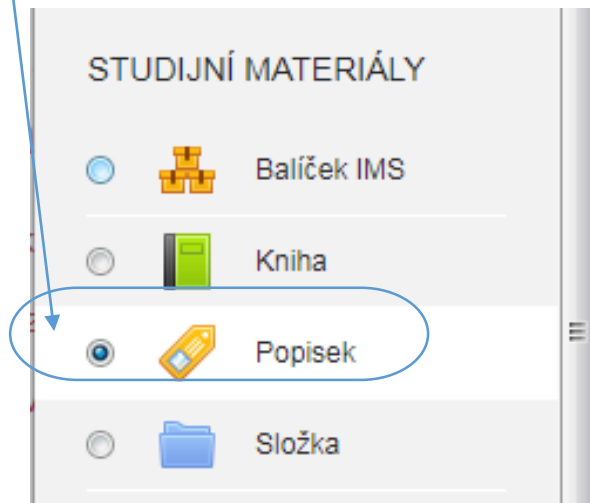 STUDIJNÍ MATERIÁLY
Balíček IMS
Kniha
Popisek
Složka